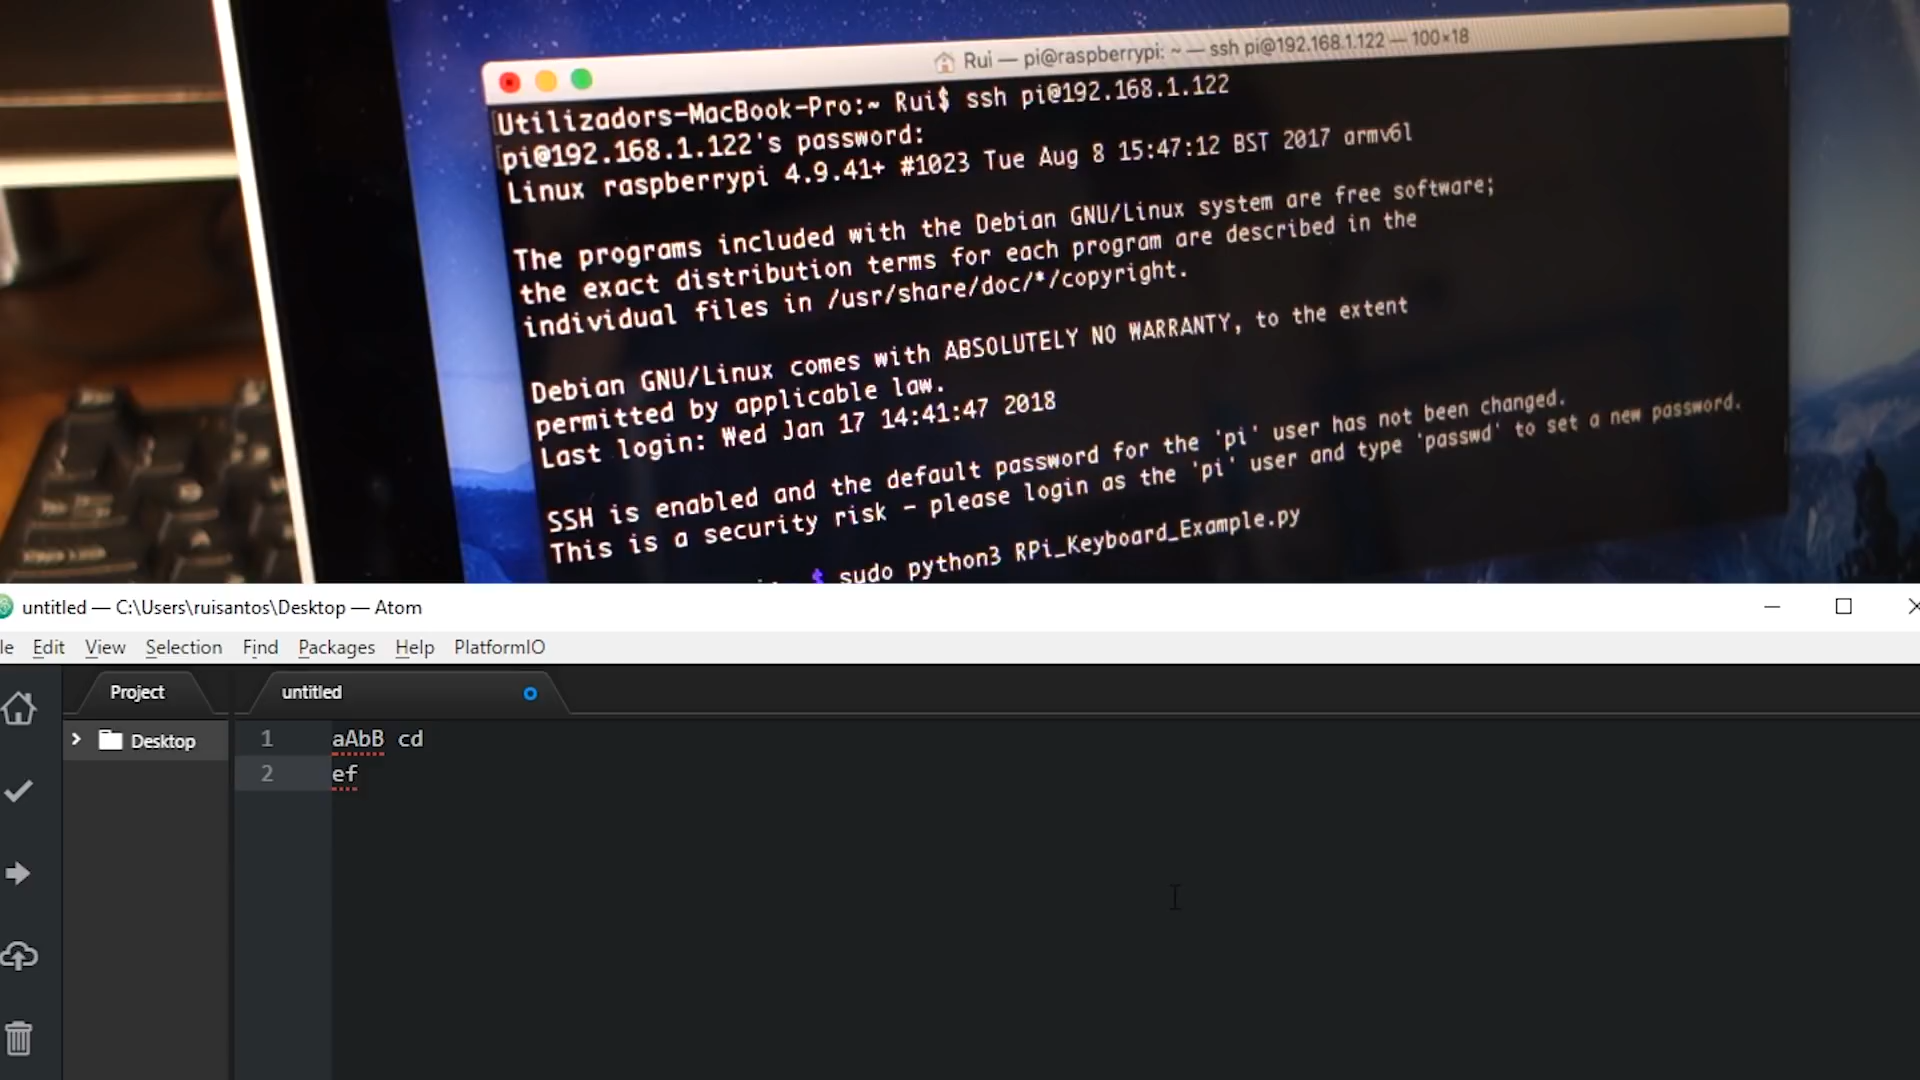 Rui — pi@raspberrypi: ~ — ssh pi@192.168.1.122 — 100×18
Utilizadors-MacBook-Pro:~ Rui$ ssh pi@192.168.1.122
pi@192.168.1.122's password:
Linux raspberrypi 4.9.41+ #1023 Tue Aug 8 15:47:12 BST 2017 armv6l
The programs included with the Debian GNU/Linux system are free software;
the exact distribution terms for each program are described in the
individual files in /usr/share/doc/*/copyright.
Debian GNU/Linux comes with ABSOLUTELY NO WARRANTY, to the extent
permitted by applicable law.
Last login: Wed Jan 17 14:41:47 2018
SSH is enabled and the default password for the 'pi' user has not been changed.
This is a security risk - please login as the 'pi' user and type 'passwd' to set a new password.
$ sudo python3 RPi_Keyboard_Example.py
untitled — C:\Users\ruisantos\Desktop — Atom
le Edit View Selection Find Packages Help PlatformIO
Project untitled
Desktop
1 aAbB cd
2 ef